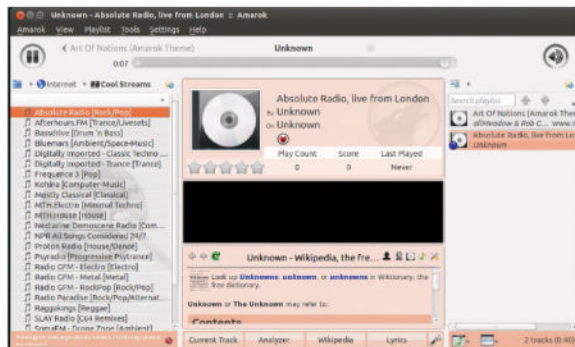 Unknown - Absolute Radio, live from London :: Amarok
Amarok View Playlist Tools Settings Help
Art Of Nations (Amarok Theme)
Unknown
0:07
Internet
Cool Streams
Absolute Radio [Rock/Pop]
Afterhours.FM [Trance/Livesets]
Bassdrive [Drum 'n Bass]
Bluemars [Ambient/Space-Music]
Digitally Imported - Classic Techno ...
Digitally Imported - Trance [Trance]
Frequence 3 [Pop]
Kohina [Computer-Music]
Mostly Classical [Classical]
MTH.Electro [Minimal Techno]
MTH.House [House]
Nectarine Demoscene Radio [Com...
NPR All Songs Considered 24/7
Proton Radio [House/Dance]
Psyradio [Progressive Psytrance]
Radio GFM - Electro [Electro]
Radio GFM - Metal [Metal]
Radio GFM - RockPop [Rock/Pop]
Radio Paradise [Rock/Pop/Alternat...
Raggakings [Reggae]
SLAY Radio [C64 Remixes]
SomaFM - Drone Zone [Ambient]
Absolute Radio, live from London
By Unknown
On Unknown
Play Count Score Last Played
0 0 Never
Unknown - Wikipedia, the fre...
Look up Unknowns, unknown, or unknowns in Wiktionary, the
free dictionary.
Unknown or The Unknown may refer to:
Contents
Current Track Analyzer Wikipedia Lyrics
Search playlist
Art Of Nations (Amarok Them
Absolute Radio, live from Lon
Unknown
2 tracks (0:40)